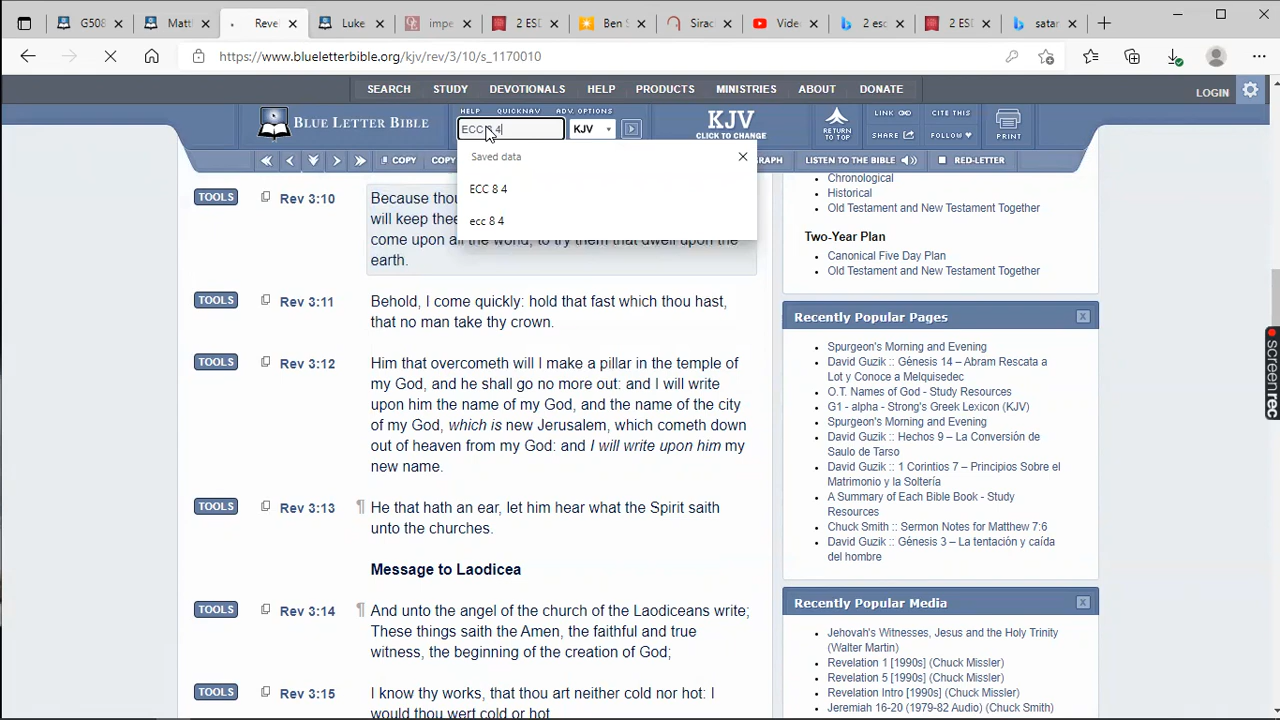 G508
Matt
Reve
Luke
impe
2 ESD
Ben S
Sirac
Vide
2 esc
2 ESD
satar
https://www.blueletterbible.org/kjv/rev/3/10/s_1170010
SEARCH STUDY DEVOTIONALS HELP PRODUCTS MINISTRIES ABOUT DONATE
LOGIN
BLUE LETTER BIBLE
HELP QUICKNAV ADV. OPTIONS
KJV
KJV
CLICK TO CHANGE
RETURN TO TOP
LINK
CITE THIS
SHARE
FOLLOW
PRINT
COPY
COPY
GRAPH
LISTEN TO THE BIBLE
RED-LETTER
Saved data
ECC 8 4
ecc 8 4
TOOLS Rev 3:10 Because thou
will keep thee
come upon all the world, to try them that dwell upon the
earth.
TOOLS Rev 3:11 Behold, I come quickly: hold that fast which thou hast,
that no man take thy crown.
TOOLS Rev 3:12 Him that overcometh will I make a pillar in the temple of
my God, and he shall go no more out: and I will write
upon him the name of my God, and the name of the city
of my God, which is new Jerusalem, which cometh down
out of heaven from my God: and I will write upon him my
new name.
TOOLS Rev 3:13 ¶ He that hath an ear, let him hear what the Spirit saith
unto the churches.
Message to Laodicea
TOOLS Rev 3:14 ¶ And unto the angel of the church of the Laodiceans write;
These things saith the Amen, the faithful and true
witness, the beginning of the creation of God;
TOOLS Rev 3:15 I know thy works, that thou art neither cold nor hot: I
would thou wert cold or hot
Chronological
Historical
Old Testament and New Testament Together
Two-Year Plan
Canonical Five Day Plan
Old Testament and New Testament Together
Recently Popular Pages
Spurgeon's Morning and Evening
David Guzik :: Génesis 14 – Abram Rescata a
Lot y Conoce a Melquisedec
O.T. Names of God - Study Resources
G1 - alpha - Strong's Greek Lexicon (KJV)
Spurgeon's Morning and Evening
David Guzik :: Hechos 9 – La Conversión de
Saulo de Tarso
David Guzik :: 1 Corintios 7 – Principios Sobre el
Matrimonio y la Soltería
A Summary of Each Bible Book - Study
Resources
Chuck Smith :: Sermon Notes for Matthew 7:6
David Guzik :: Génesis 3 – La tentación y caída
del hombre
Recently Popular Media
Jehovah's Witnesses, Jesus and the Holy Trinity
(Walter Martin)
Revelation 1 [1990s] (Chuck Missler)
Revelation 5 [1990s] (Chuck Missler)
Revelation Intro [1990s] (Chuck Missler)
Jeremiah 16-20 (1979-82 Audio) (Chuck Smith)
screenrec